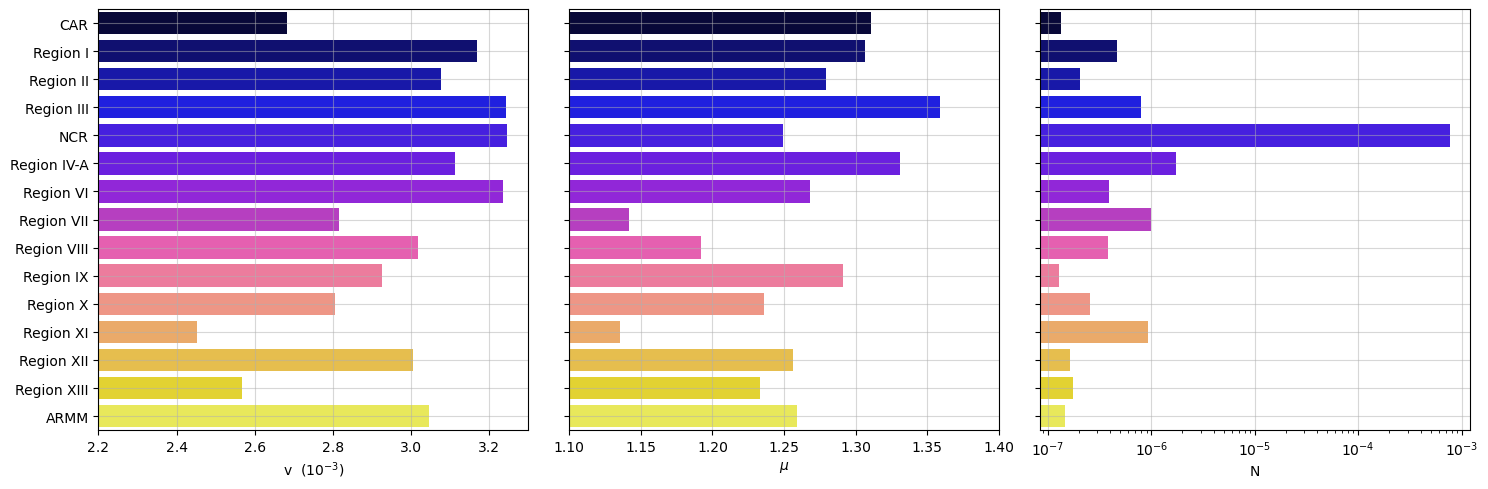 CAR
Region I
Region II
Region III
NCR
Region IV-A
Region VI
Region VII
Region VIII
Region IX
Region X
Region XI
Region XII
Region XIII
ARMM
2.2 2.4 2.6 2.8 3.0 3.2
v (10⁻³)
1.10 1.15 1.20 1.25 1.30 1.35 1.40
μ
10⁻⁷ 10⁻⁶ 10⁻⁵ 10⁻⁴ 10⁻³
N